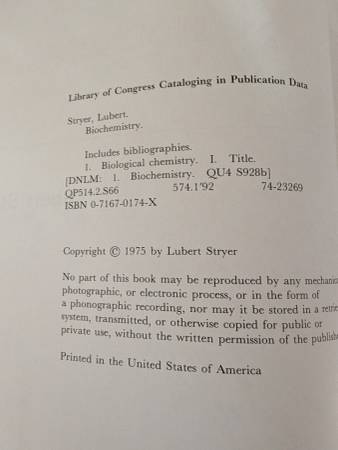 Library of Congress Cataloging in Publication Data
Stryer, Lubert.
Biochemistry.
Includes bibliographies.
1. Biological chemistry. I. Title.
[DNLM: 1. Biochemistry. QU4 S928b]
QP514.2.S66 574.1'92 74-23269
ISBN 0-7167-0174-X
Copyright © 1975 by Lubert Stryer
No part of this book may be reproduced by any mechanical
photographic, or electronic process, or in the form of
a phonographic recording, nor may it be stored in a
system, transmitted, or otherwise copied for public or
private use, without the written permission of the
Printed in the United States of America